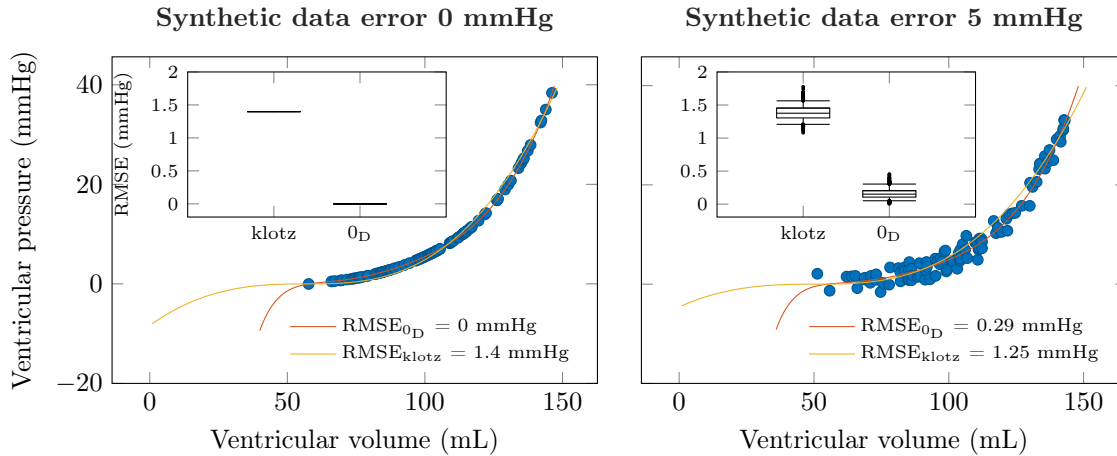 Synthetic data error 0 mmHg
Synthetic data error 5 mmHg
Ventricular pressure (mmHg)
40
20
0
−20
RMSE (mmHg)
2
1.5
1
0.5
0
klotz
0D
RMSE0D = 0 mmHg
RMSEklotz = 1.4 mmHg
0
50
100
150
Ventricular volume (mL)
2
1.5
1
0.5
0
klotz
0D
RMSE0D = 0.29 mmHg
RMSEklotz = 1.25 mmHg
0
50
100
150
Ventricular volume (mL)